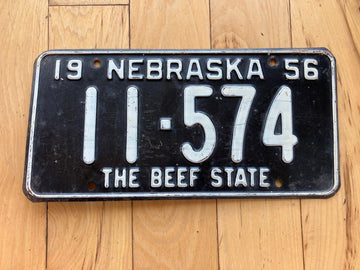 19 NEBRASKA 56
11-574
THE BEEF STATE